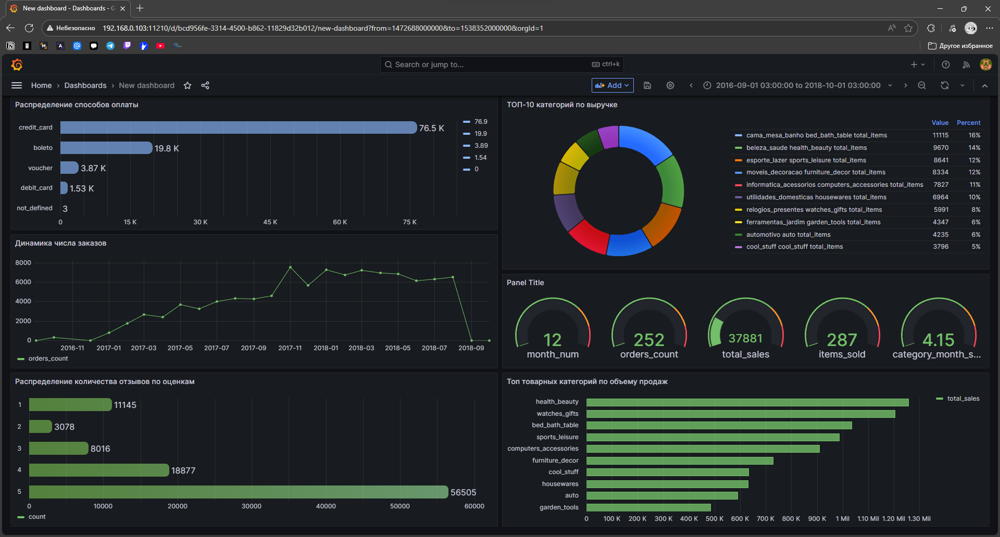 New dashboard - Dashboards - G
Небезопасно
192.168.0.103:11210/d/bcd956fe-3314-4500-b862-11829d32b012/new-dashboard?from=1472688000000&to=1538352000000&orgId=1
Другое избранное
Search or jump to...
ctrl+k
Home › Dashboards › New dashboard
Add
2016-09-01 03:00:00 to 2018-10-01 03:00:00
Распределение способов оплаты
credit_card 76.5 K
boleto 19.8 K
voucher 3.87 K
debit_card 1.53 K
not_defined 3
0 15 K 30 K 45 K 60 K 75 K
76.9
19.9
3.89
1.54
0
ТОП-10 категорий по выручке
Value Percent
cama_mesa_banho bed_bath_table total_items 11115 16%
beleza_saude health_beauty total_items 9670 14%
esporte_lazer sports_leisure total_items 8641 12%
moveis_decoracao furniture_decor total_items 8334 12%
informatica_acessorios computers_accessories total_items 7827 11%
utilidades_domesticas housewares total_items 6964 10%
relogios_presentes watches_gifts total_items 5991 8%
ferramentas_jardim garden_tools total_items 4347 6%
automotivo auto total_items 4235 6%
cool_stuff cool_stuff total_items 3796 5%
Динамика числа заказов
8000
6000
4000
2000
0
2016-11 2017-01 2017-03 2017-05 2017-07 2017-09 2017-11 2018-01 2018-03 2018-05 2018-07 2018-09
orders_count
Panel Title
12 252 37881 287 4.15
month_num orders_count total_sales items_sold category_month_s...
Распределение количества отзывов по оценкам
1 11145
2 3078
3 8016
4 18877
5 56505
0 10000 20000 30000 40000 50000 60000
count
Топ товарных категорий по объему продаж
total_sales
health_beauty
watches_gifts
bed_bath_table
sports_leisure
computers_accessories
furniture_decor
cool_stuff
housewares
auto
garden_tools
0 100 K 200 K 300 K 400 K 500 K 600 K 700 K 800 K 900 K 1 Mil 1.10 Mil 1.20 Mil 1.30 Mil